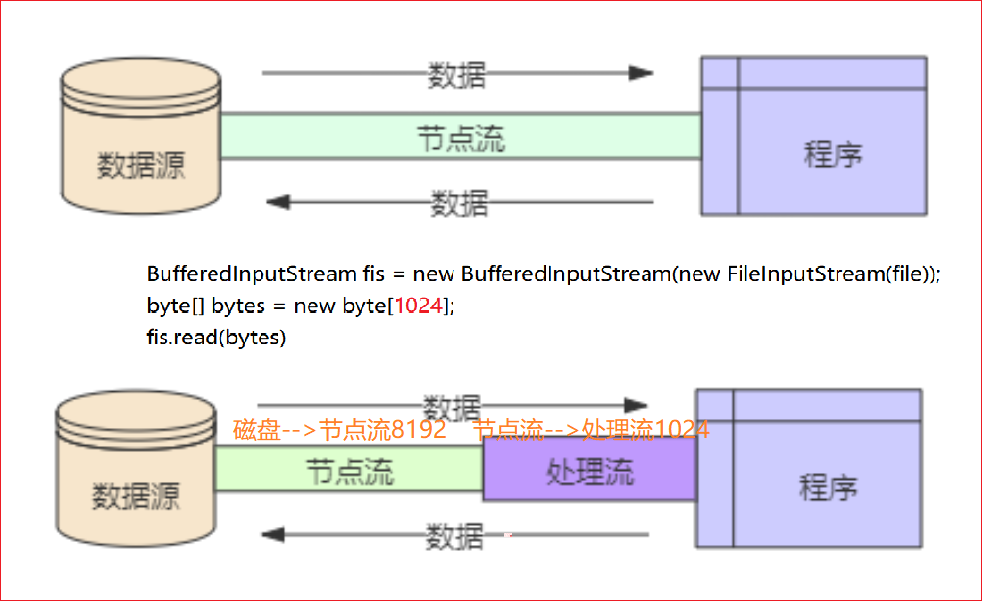 数据
数据源
节点流
程序
数据
BufferedInputStream fis = new BufferedInputStream(new FileInputStream(file));
byte[] bytes = new byte[1024];
fis.read(bytes)
数据
磁盘-->节点流8192 节点流-->处理流1024
数据源
节点流
处理流
程序
数据